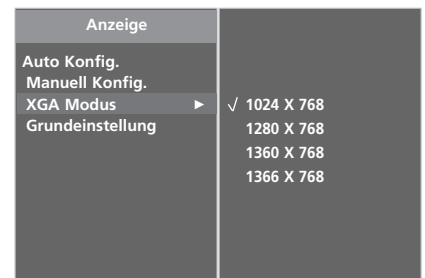 Anzeige
Auto Konfig.
Manuell Konfig.
XGA Modus ►
Grundeinstellung
√ 1024 X 768
1280 X 768
1360 X 768
1366 X 768